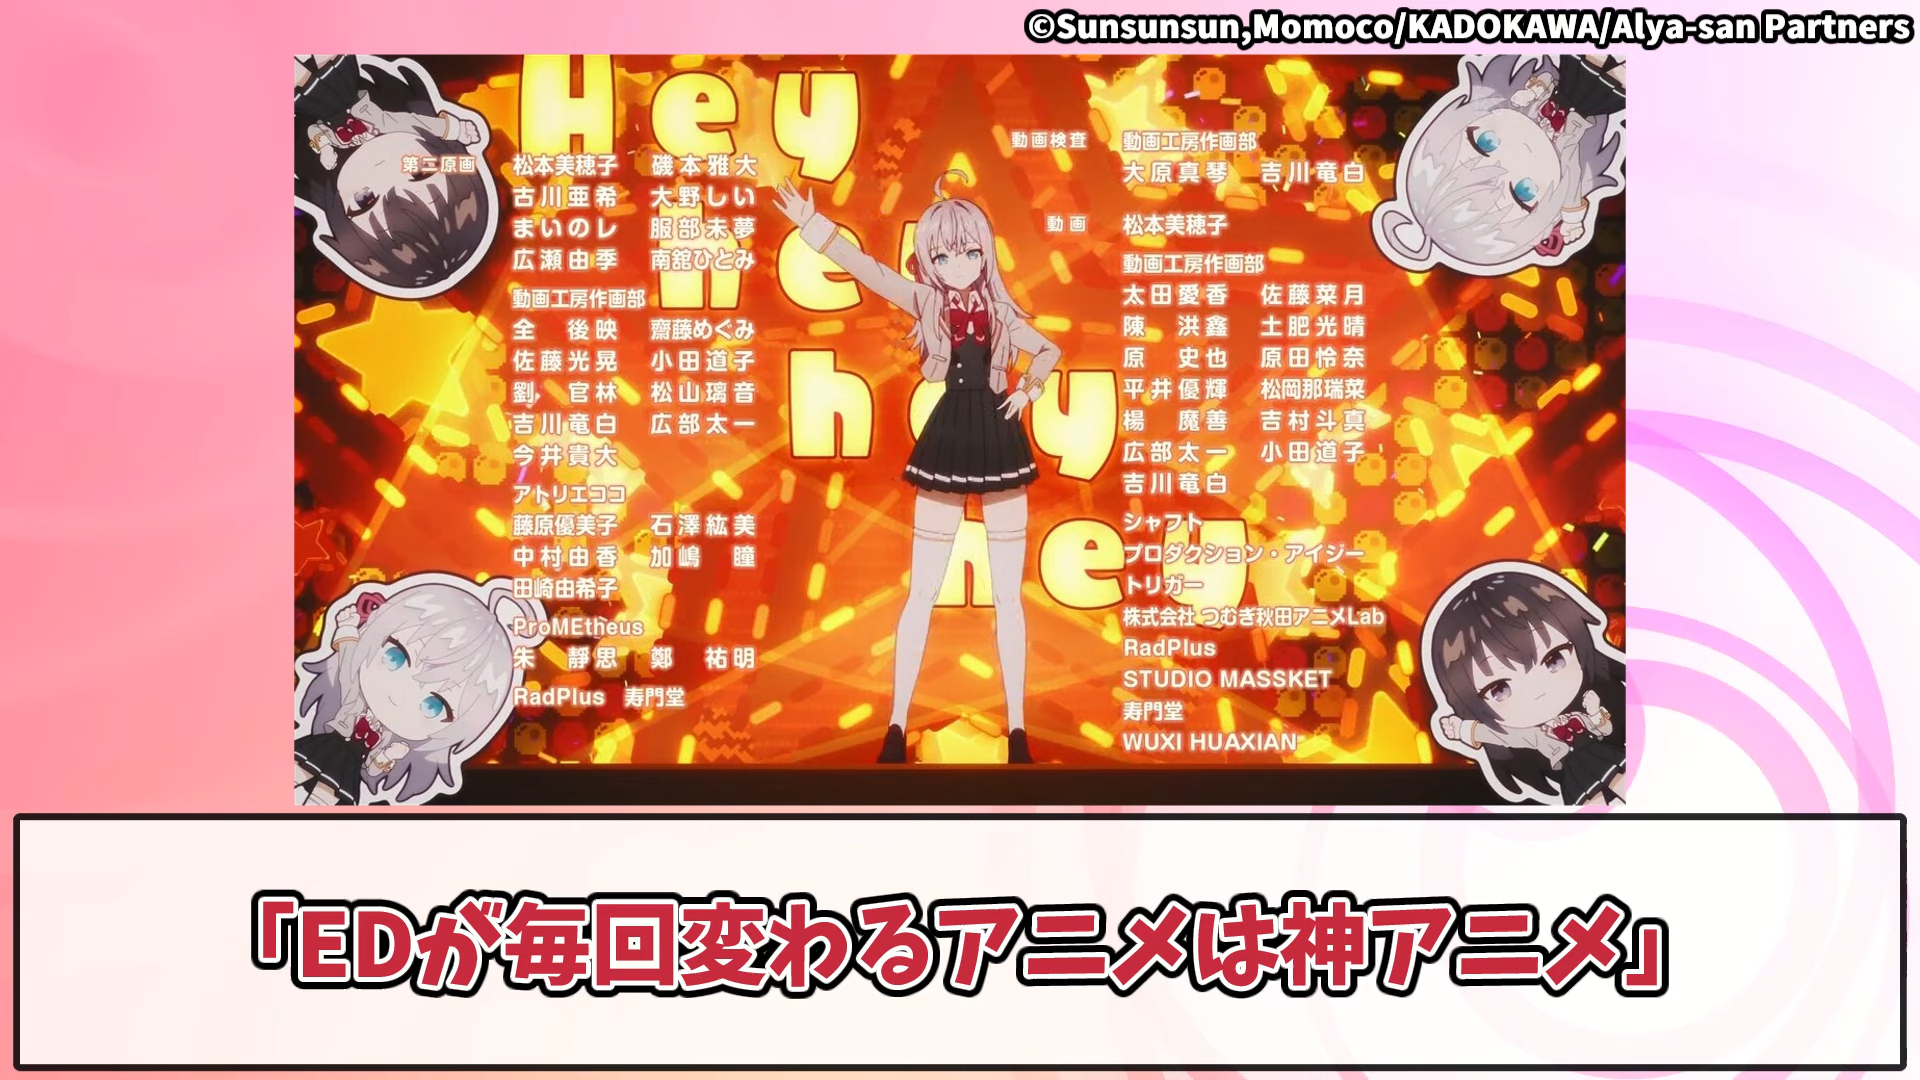 ©Sunsunsun,Momoco/KADOKAWA/Alya-san Partners
Hey
hey
hey
hey
第二原画
松本美穂子 磯本雅大
古川亜希 大野しい
まいのレ 服部未夢
広瀬由季 南舘ひとみ
動画工房作画部
全 後映 齋藤めぐみ
佐藤光晃 小田道子
劉 官林 松山璃音
吉川竜白 広部太一
今井貴大
アトリエココ
藤原優美子 石澤紘美
中村由香 加嶋 瞳
田崎由希子
ProMEtheus
朱 靜思 鄭 祐明
RadPlus 寿門堂
動画検査 動画工房作画部
大原真琴 吉川竜白
動画 松本美穂子
動画工房作画部
太田愛香 佐藤菜月
陳 洪鑫 土肥光晴
原 史也 原田怜奈
平井優輝 松岡那瑞菜
楊 魔善 吉村斗真
広部太一 小田道子
吉川竜白
シャフト
プロダクション・アイジー
トリガー
株式会社 つむぎ秋田アニメLab
RadPlus
STUDIO MASSKET
寿門堂
WUXI HUAXIAN
「EDが毎回変わるアニメは神アニメ」